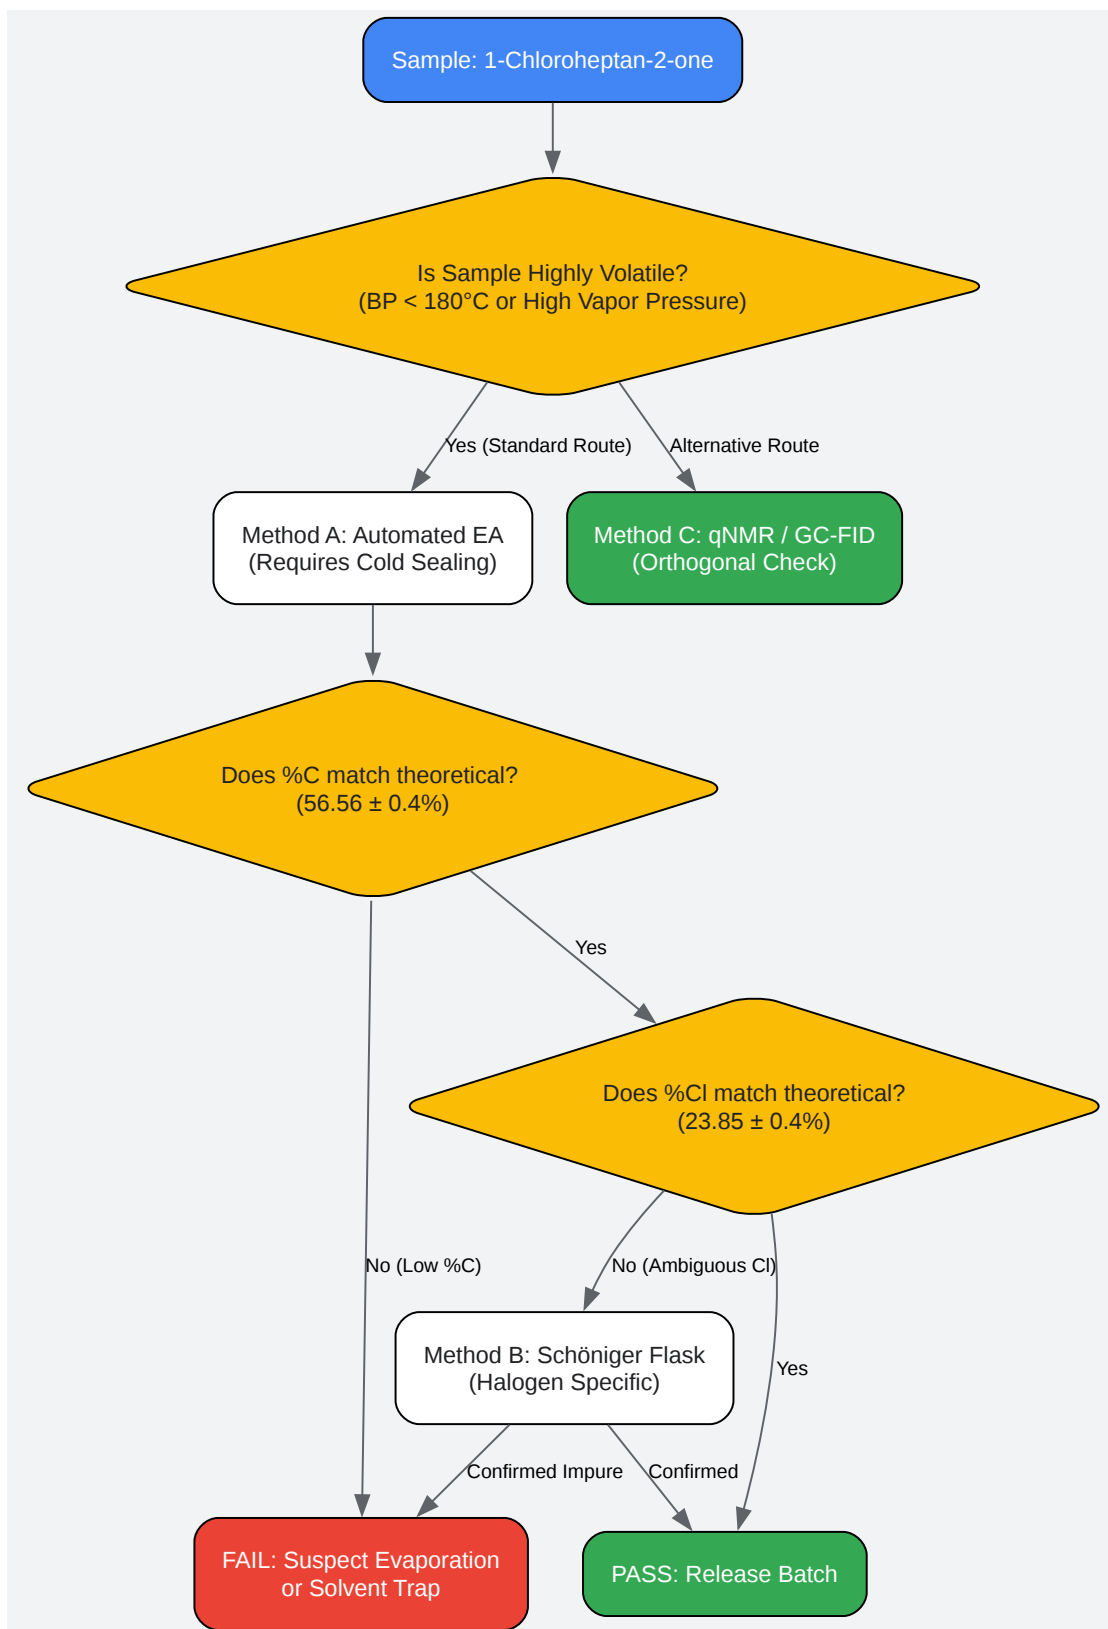 Sample: 1-Chloroheptan-2-one
Is Sample Highly Volatile?
(BP < 180°C or High Vapor Pressure)
Yes (Standard Route)
Alternative Route
Method A: Automated EA
(Requires Cold Sealing)
Method C: qNMR / GC-FID
(Orthogonal Check)
Does %C match theoretical?
(56.56 ± 0.4%)
Yes
Does %Cl match theoretical?
(23.85 ± 0.4%)
No (Low %C)
No (Ambiguous Cl)
Yes
Method B: Schöniger Flask
(Halogen Specific)
Confirmed Impure
Confirmed
FAIL: Suspect Evaporation
or Solvent Trap
PASS: Release Batch